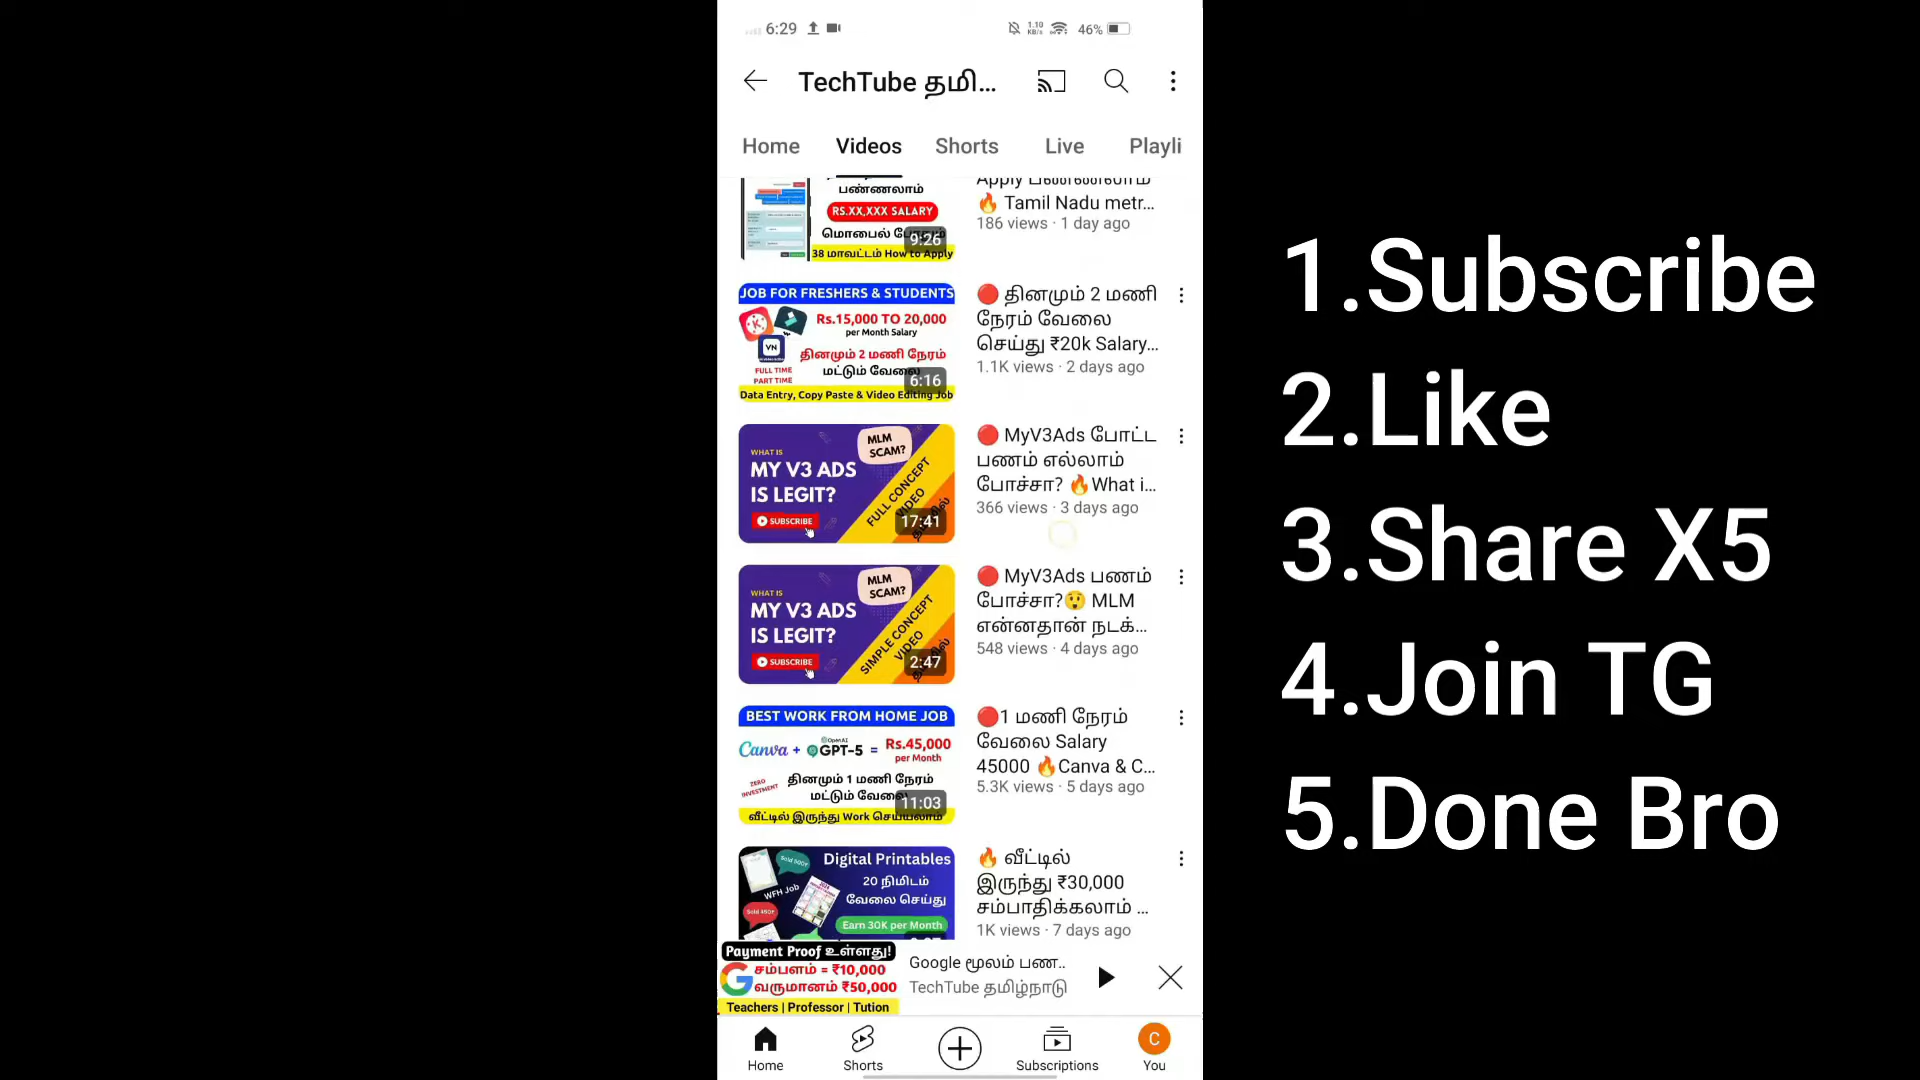 6:29
1.10
KB/s
46%
TechTube தமி...
Home
Videos
Shorts
Live
Playli
பண்ணலாம்
RS.XX,XXX SALARY
9:26
38 மாவட்டம் How to Apply
🔥 Tamil Nadu metr...
186 views · 1 day ago
JOB FOR FRESHERS & STUDENTS
Rs.15,000 TO 20,000
per Month Salary
VN
தினமும் 2 மணி நேரம்
மட்டும் வேலை
FULL TIME
PART TIME
6:16
Data Entry, Copy Paste & Video Editing Job
🔴 தினமும் 2 மணி
நேரம் வேலை
செய்து ₹20k Salary...
1.1K views · 2 days ago
MLM
SCAM?
WHAT IS
MY V3 ADS
IS LEGIT?
SUBSCRIBE
FULL CONCEPT
VIDEO
17:41
🔴 MyV3Ads போட்ட
பணம் எல்லாம்
போச்சா? 🔥What i...
366 views · 3 days ago
MLM
SCAM?
WHAT IS
MY V3 ADS
IS LEGIT?
SUBSCRIBE
SIMPLE CONCEPT
VIDEO
2:47
🔴 MyV3Ads பணம்
போச்சா?😲 MLM
என்னதான் நடக்...
548 views · 4 days ago
BEST WORK FROM HOME JOB
Canva + OpenAI GPT-5 = Rs.45,000
per Month
ZERO
INVESTMENT
தினமும் 1 மணி நேரம்
மட்டும் வேலை
11:03
வீட்டில் இருந்து Work செய்யலாம்
🔴1 மணி நேரம்
வேலை Salary
45000 🔥Canva & C...
5.3K views · 5 days ago
Digital Printables
WFH Job
20 நிமிடம்
வேலை செய்து
Earn 30K per Month
🔥 வீட்டில்
இருந்து ₹30,000
சம்பாதிக்கலாம் ...
1K views · 7 days ago
Payment Proof உள்ளது!
சம்பளம் = ₹10,000
வருமானம் ₹50,000
Teachers | Professor | Tution
Google மூலம் பண..
TechTube தமிழ்நாடு
Home
Shorts
Subscriptions
C
You
1.Subscribe
2.Like
3.Share X5
4.Join TG
5.Done Bro